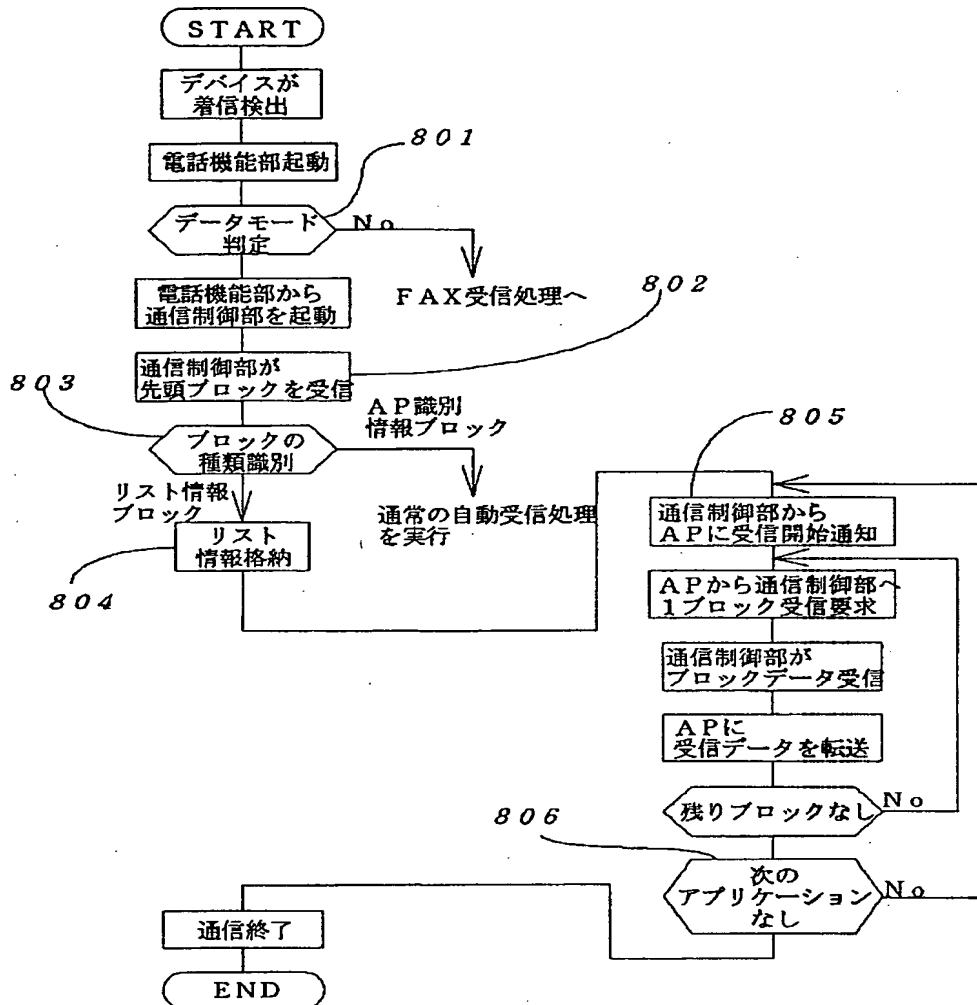 START
デバイスが
着信検出
電話機能部起動
801
データモード
判定
No
FAX受信処理へ
電話機能部から
通信制御部を起動
802
通信制御部が
先頭ブロックを受信
803
ブロックの
種類識別
AP識別
情報ブロック
通常の自動受信処理
を実行
リスト情報
ブロック
リスト
情報格納
804
805
通信制御部から
APに受信開始通知
APから通信制御部へ
1ブロック受信要求
通信制御部が
ブロックデータ受信
APに
受信データを転送
残りブロックなし
No
806
次の
アプリケーション
なし
No
通信終了
END